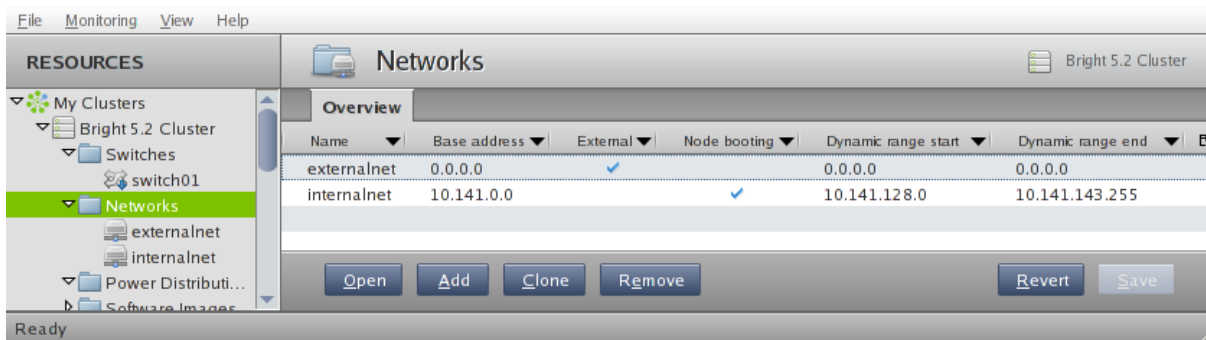 File Monitoring View Help
RESOURCES
Networks
Bright 5.2 Cluster
My Clusters
Bright 5.2 Cluster
Switches
switch01
Networks
externalnet
internalnet
Power Distributi...
Software Images
Overview
Name Base address External Node booting Dynamic range start Dynamic range end
externalnet 0.0.0.0 0.0.0.0 0.0.0.0
internalnet 10.141.0.0 10.141.128.0 10.141.143.255
Open Add Clone Remove Revert Save
Ready